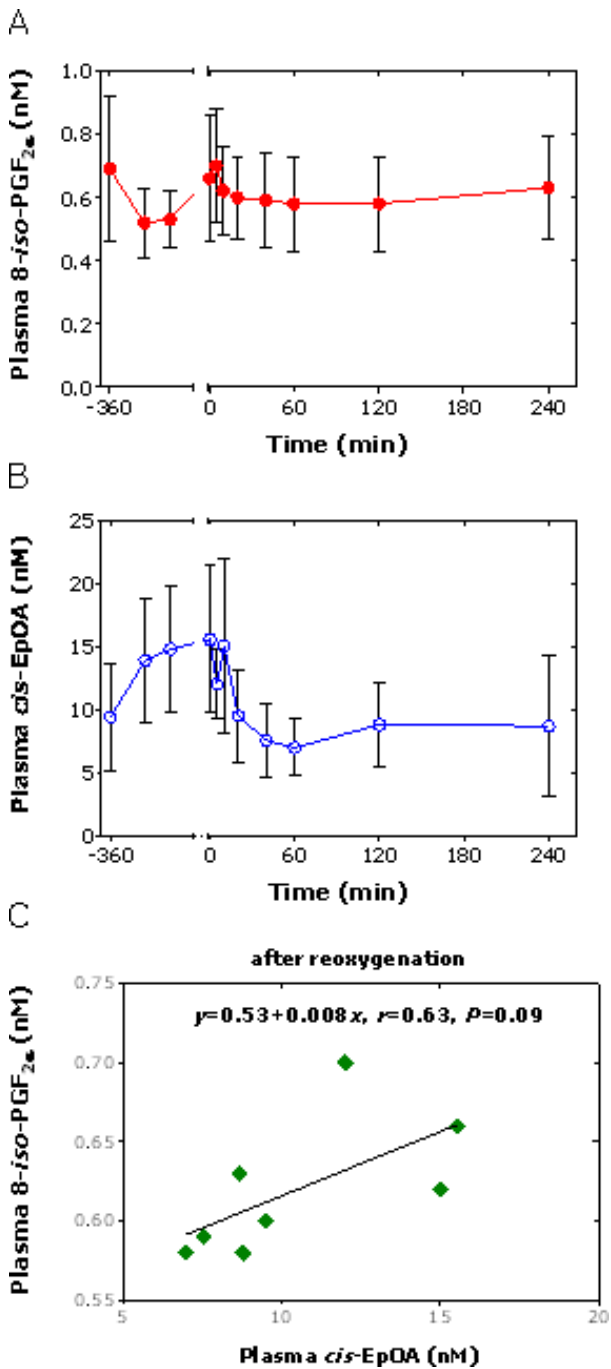 A
Plasma 8-iso-PGF2α (nM)
1.0
0.8
0.6
0.4
0.2
0.0
-360 0 60 120 180 240
Time (min)
B
Plasma cis-EpOA (nM)
25
20
15
10
5
0
-360 0 60 120 180 240
Time (min)
C
after reoxygenation
Plasma 8-iso-PGF2α (nM)
y=0.53+0.008x, r=0.63, P=0.09
0.75
0.70
0.65
0.60
0.55
5 10 15 20
Plasma cis-EpOA (nM)